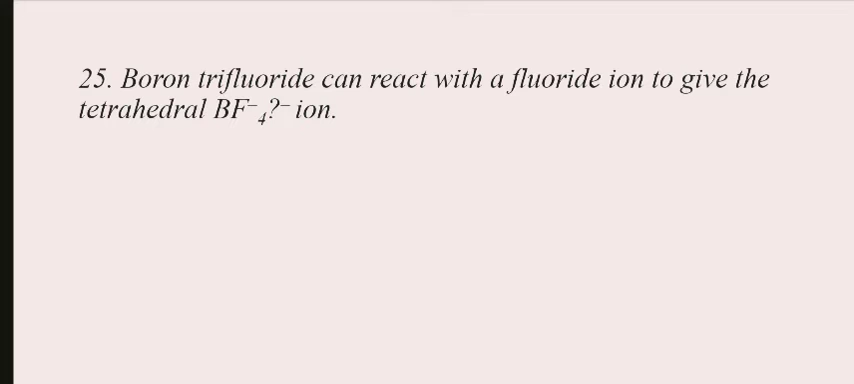 25. Boron trifluoride can react with a fluoride ion to give the
tetrahedral BF⁻₄?⁻ ion.